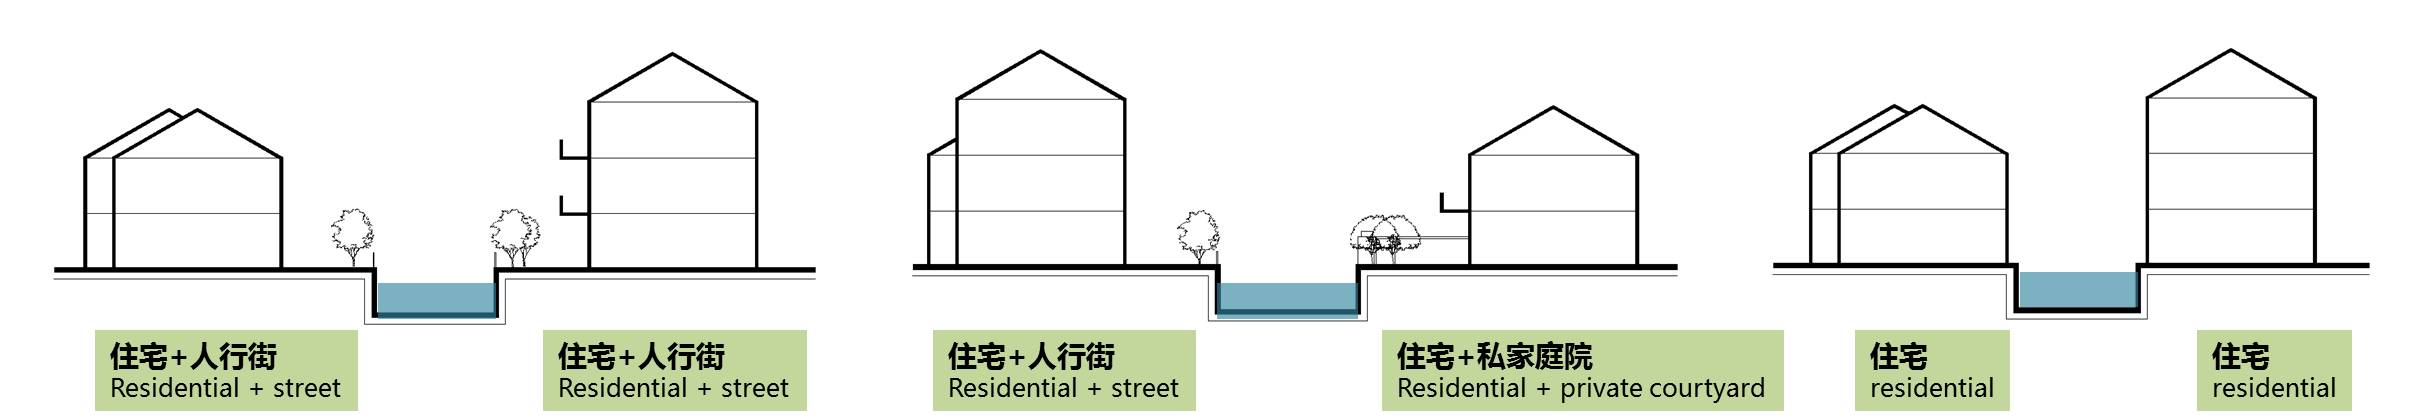 住宅+人行街
Residential + street
住宅+人行街
Residential + street
住宅+人行街
Residential + street
住宅+私家庭院
Residential + private courtyard
住宅
residential
住宅
residential